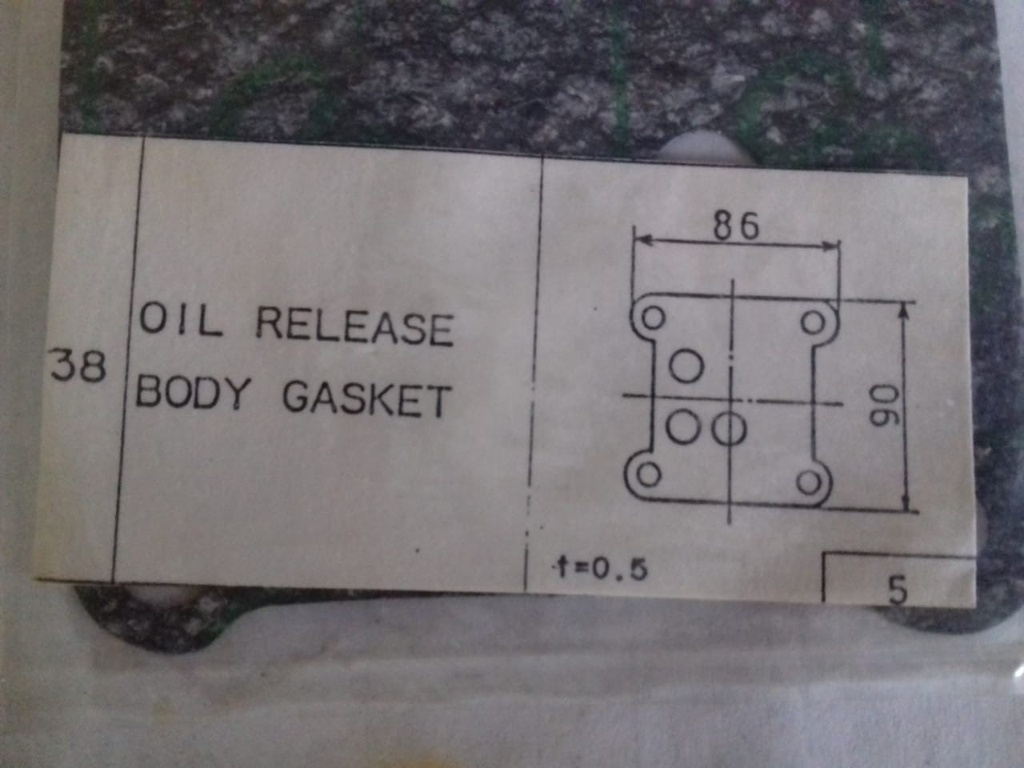 38
OIL RELEASE
BODY GASKET
86
90
t=0.5
5